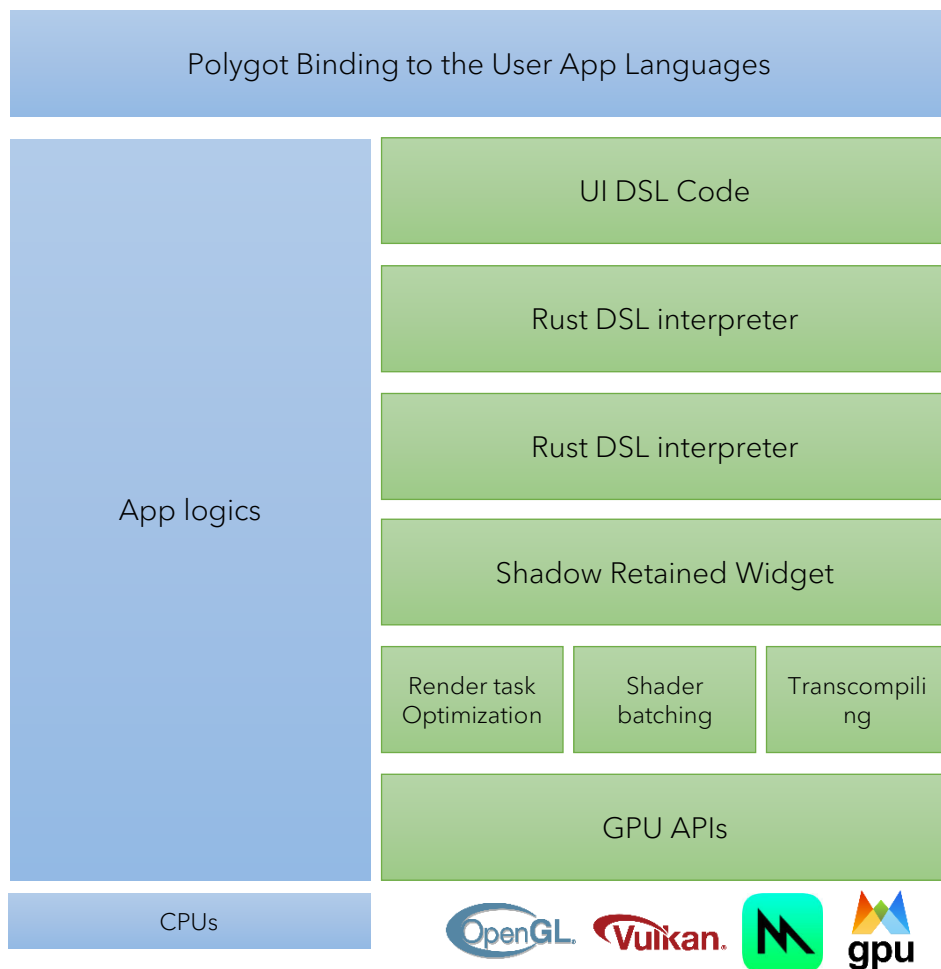 Polygot Binding to the User App Languages
UI DSL Code
Rust DSL interpreter
Rust DSL interpreter
App logics
Shadow Retained Widget
Render task
Optimization
Shader
batching
Transcompili
ng
GPU APIs
CPUs
OpenGL.
Vulkan.
gpu